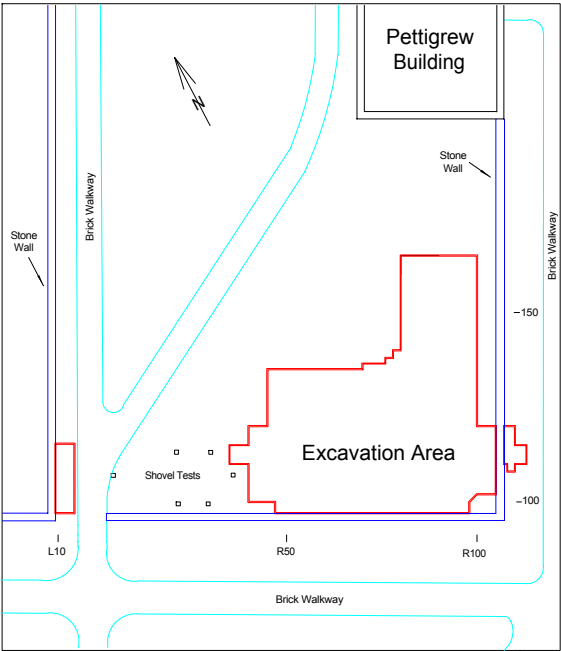 Pettigrew
Building
N
Stone
Wall
Brick Walkway
Stone
Wall
Brick Walkway
–150
Excavation Area
Shovel Tests
–100
L10
R50
R100
Brick Walkway